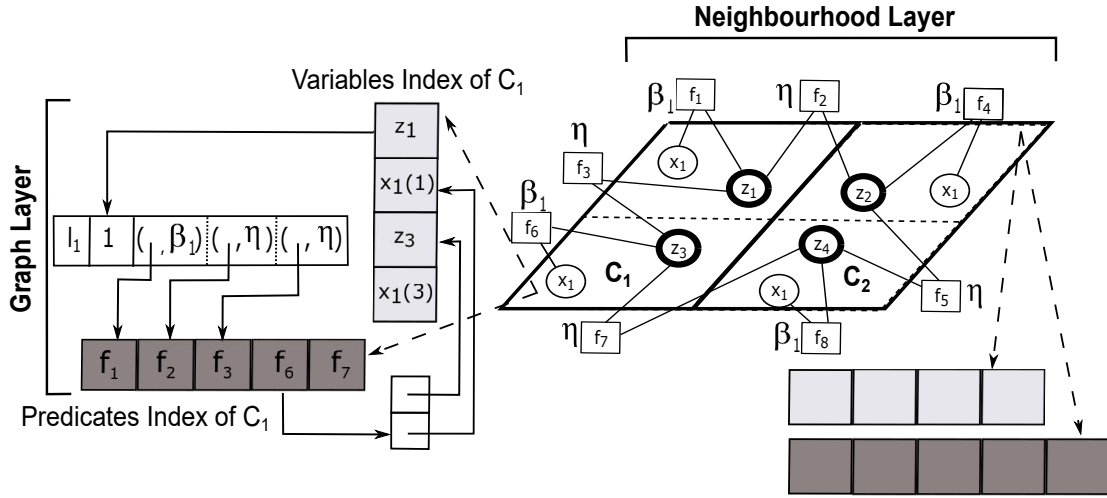 Neighbourhood Layer
Variables Index of C₁
Graph Layer
z₁
x₁(1)
z₃
x₁(3)
l₁ 1 ( , β₁) ( , η) ( , η)
f₁ f₂ f₃ f₆ f₇
Predicates Index of C₁
β₁ f₁
η f₂
β₁ f₄
η
f₃
x₁
z₁
z₂
x₁
β₁
f₆
z₃
z₄
x₁
C₁
x₁
C₂
f₅ η
η f₇
β₁ f₈